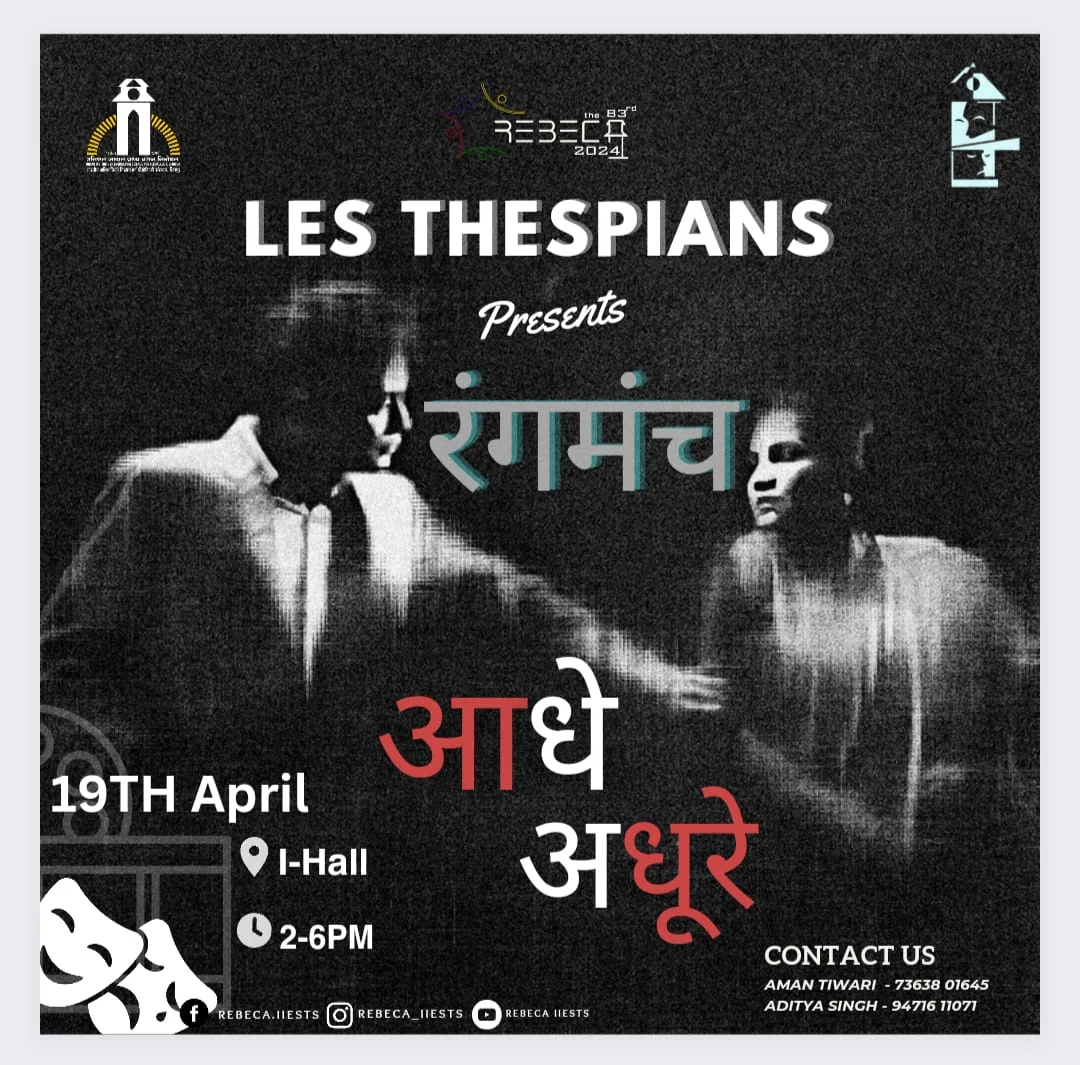 the 83rd
REBECA
2024
LES THESPIANS
Presents
रंगमंच
आधे
अधूरे
19TH April
I-Hall
2-6PM
CONTACT US
AMAN TIWARI - 73638 01645
ADITYA SINGH - 94716 11071
REBECA.IIESTS REBECA_IIESTS REBECA IIESTS